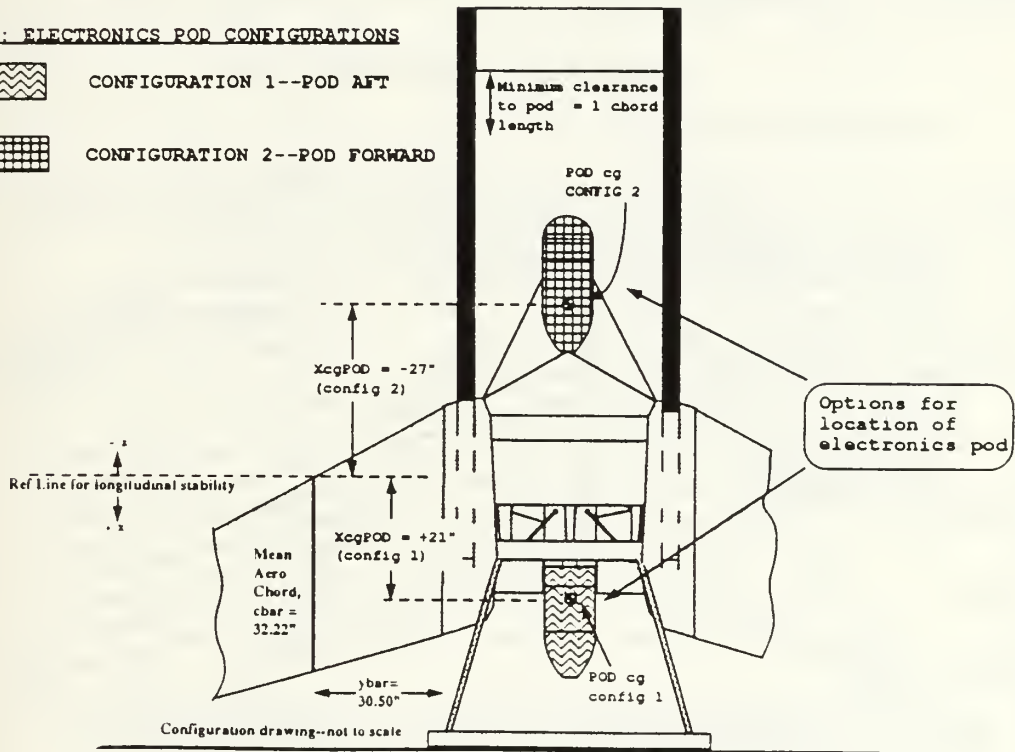 : ELECTRONICS POD CONFIGURATIONS
CONFIGURATION 1--POD AFT
CONFIGURATION 2--POD FORWARD
Minimum clearance
to pod = 1 chord
length
POD cg
CONFIG 2
XcgPOD = -27"
(config 2)
Options for
location of
electronics pod
- x
Ref Line for longitudinal stability
+ x
XcgPOD = +21"
(config 1)
Mean
Aero
Chord,
cbar =
32.22"
POD cg
config 1
ybar=
30.50"
Configuration drawing--not to scale